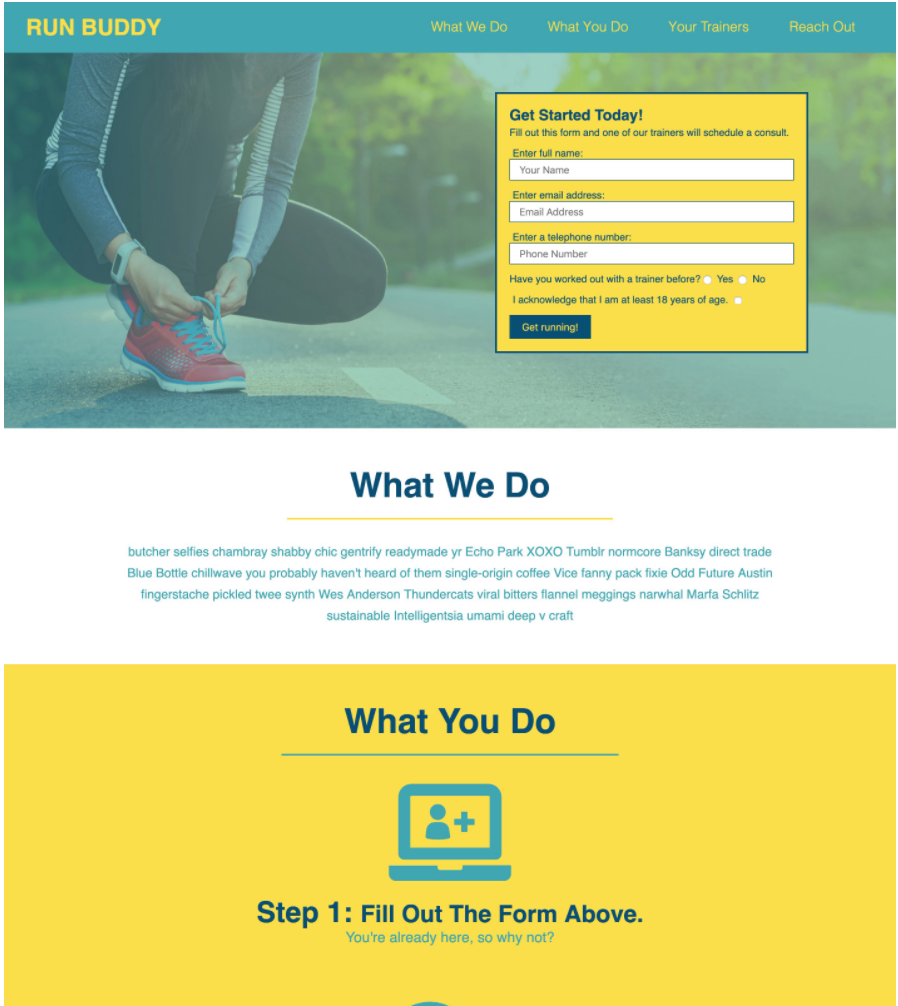 RUN BUDDY
What We Do
What You Do
Your Trainers
Reach Out
Get Started Today!
Fill out this form and one of our trainers will schedule a consult.
Enter full name:
Your Name
Enter email address:
Email Address
Enter a telephone number:
Phone Number
Have you worked out with a trainer before? Yes No
I acknowledge that I am at least 18 years of age.
Get running!
What We Do
butcher selfies chambray shabby chic gentrify readymade yr Echo Park XOXO Tumblr normcore Banksy direct trade
Blue Bottle chillwave you probably haven't heard of them single-origin coffee Vice fanny pack fixie Odd Future Austin
fingerstache pickled twee synth Wes Anderson Thundercats viral bitters flannel meggings narwhal Marfa Schlitz
sustainable Intelligentsia umami deep v craft
What You Do
Step 1: Fill Out The Form Above.
You're already here, so why not?